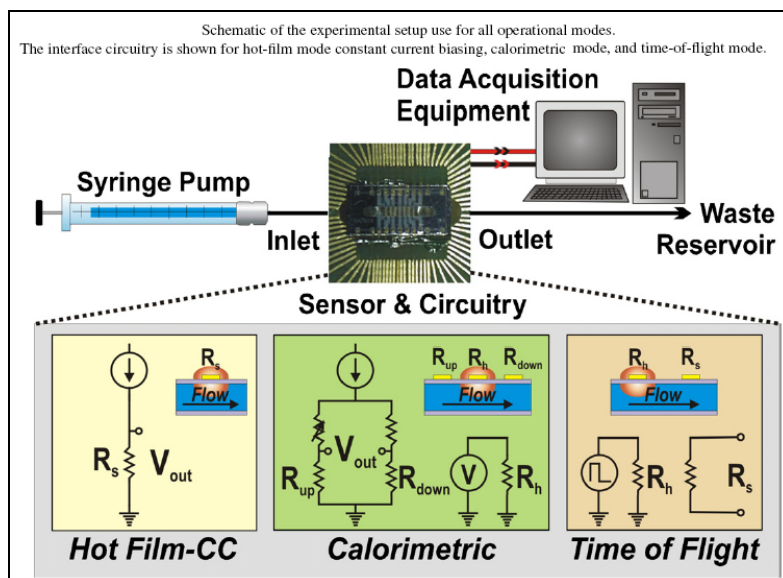 Schematic of the experimental setup use for all operational modes.
The interface circuitry is shown for hot-film mode constant current biasing, calorimetric mode, and time-of-flight mode.
Data Acquisition
Equipment
Syringe Pump
Inlet
Outlet
Waste
Reservoir
Sensor & Circuitry
Rs
Flow
Rs
Vout
Hot Film-CC
Rup
Rh
Rdown
Flow
Vout
Rup
Rdown
V
Rh
Calorimetric
Rh
Rs
Flow
Rh
Rs
Time of Flight